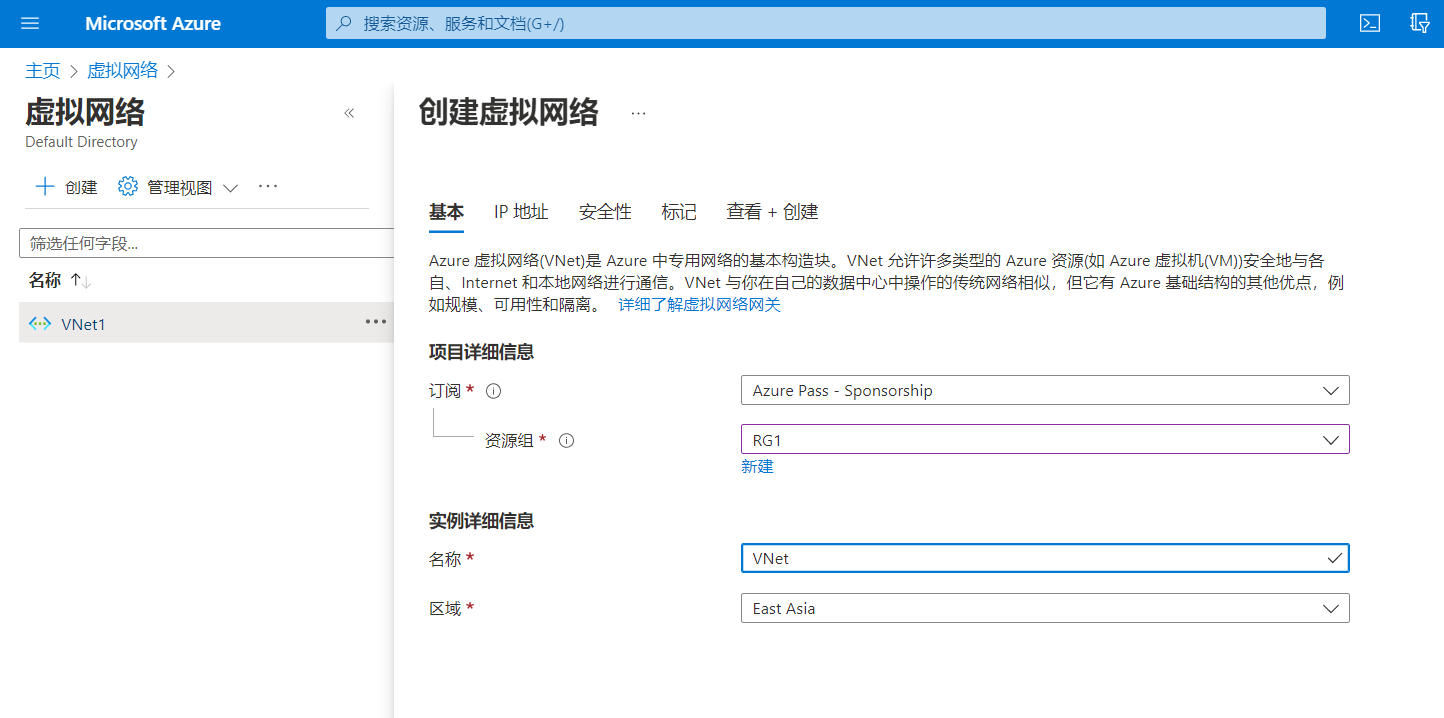 Microsoft Azure
搜索资源、服务和文档(G+/)
主页 > 虚拟网络 >
虚拟网络
Default Directory
创建 管理视图 ...
筛选任何字段...
名称 ↑↓
VNet1 ...
创建虚拟网络 ...
基本 IP 地址 安全性 标记 查看 + 创建
Azure 虚拟网络(VNet)是 Azure 中专用网络的基本构造块。VNet 允许许多类型的 Azure 资源(如 Azure 虚拟机(VM))安全地与各
自、Internet 和本地网络进行通信。VNet 与你在自己的数据中心中操作的传统网络相似，但它有 Azure 基础结构的其他优点，例
如规模、可用性和隔离。 详细了解虚拟网络网关
项目详细信息
订阅 * Azure Pass - Sponsorship
资源组 * RG1
新建
实例详细信息
名称 * VNet
区域 * East Asia